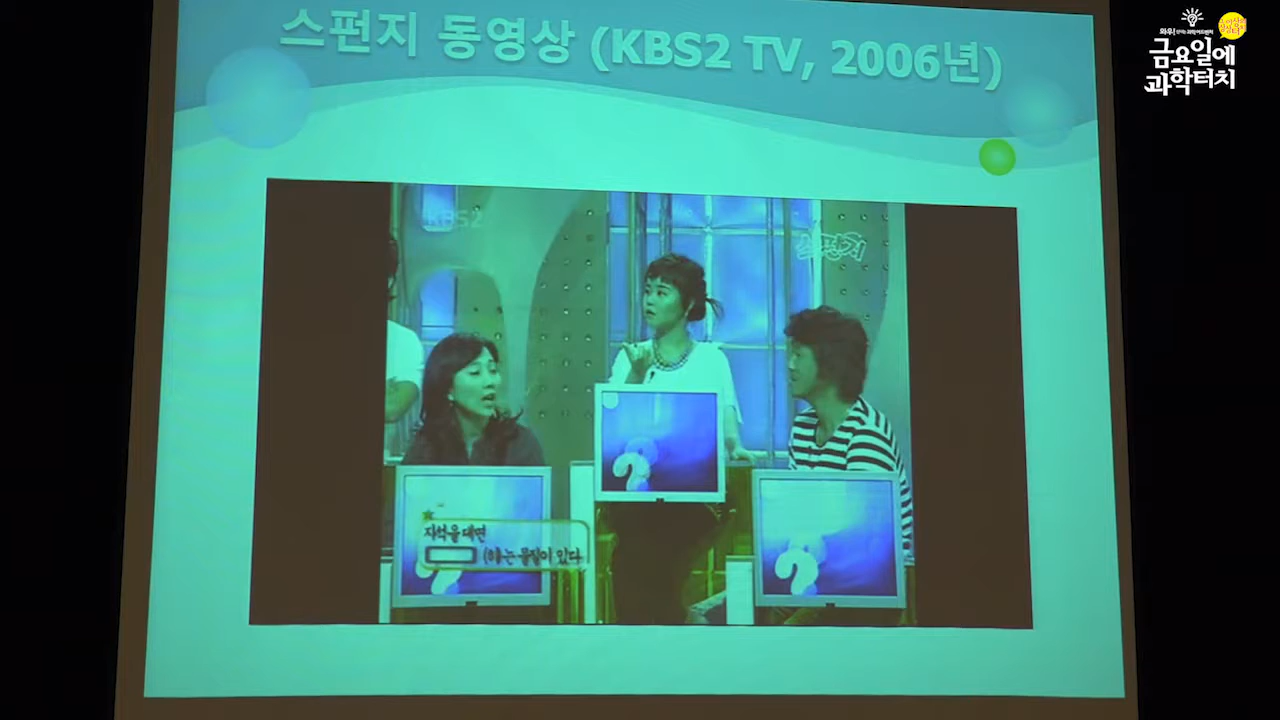 스펀지 동영상 (KBS2 TV, 2006년)
금요일에
과학터치
KBS2
스펀지
자석을 대면
(하)는 물질이 있다